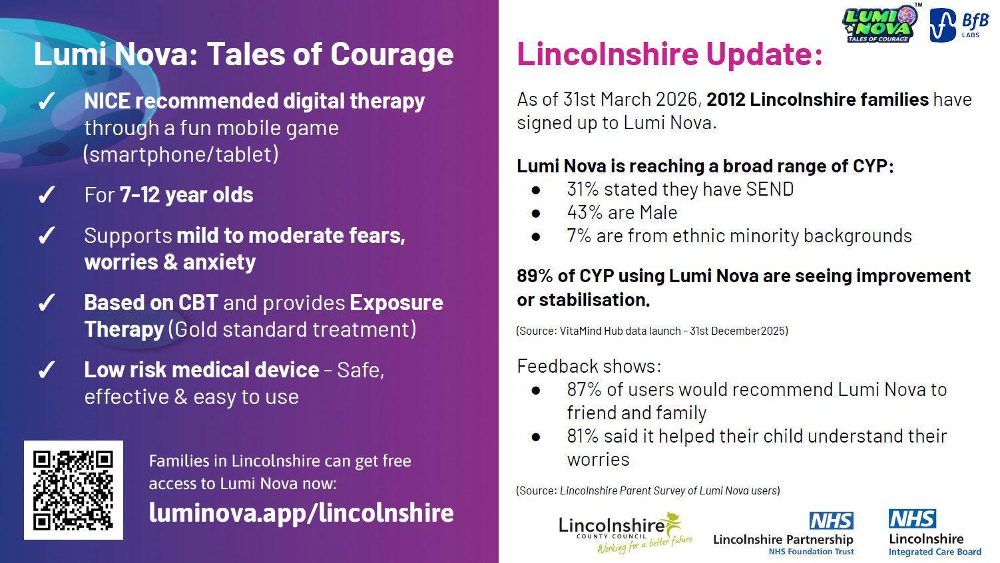 Lumi Nova: Tales of Courage
✓ NICE recommended digital therapy
through a fun mobile game
(smartphone/tablet)
✓ For 7-12 year olds
✓ Supports mild to moderate fears,
worries & anxiety
✓ Based on CBT and provides Exposure
Therapy (Gold standard treatment)
✓ Low risk medical device - Safe,
effective & easy to use
Families in Lincolnshire can get free
access to Lumi Nova now:
luminova.app/lincolnshire
LUMI
NOVA
TALES OF COURAGE
TM
BfB
LABS
Lincolnshire Update:
As of 31st March 2026, 2012 Lincolnshire families have
signed up to Lumi Nova.
Lumi Nova is reaching a broad range of CYP:
● 31% stated they have SEND
● 43% are Male
● 7% are from ethnic minority backgrounds
89% of CYP using Lumi Nova are seeing improvement
or stabilisation.
(Source: VitaMind Hub data launch - 31st December2025)
Feedback shows:
● 87% of users would recommend Lumi Nova to
friend and family
● 81% said it helped their child understand their
worries
(Source: Lincolnshire Parent Survey of Lumi Nova users)
Lincolnshire
COUNTY COUNCIL
Working for a better future
NHS
Lincolnshire Partnership
NHS Foundation Trust
NHS
Lincolnshire
Integrated Care Board